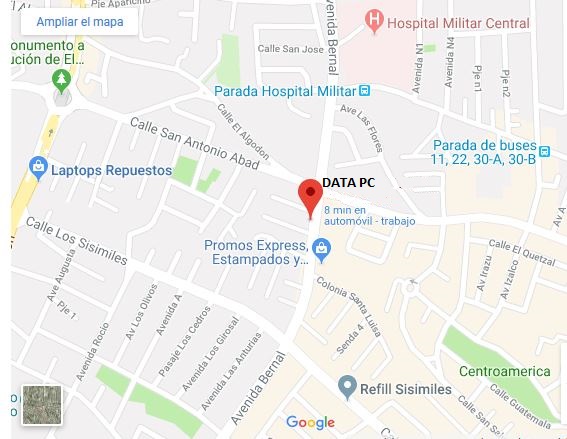 Pje Aparicio
Ampliar el mapa
Hospital Militar Central
Calle San Jose
Avenida Bernal
Avenida N1
Avenida N4
Pje n1
Pje n2
onumento a
ución de El...
Parada Hospital Militar
Calle El Algodon
Ave Las Flores
Calle San Antonio Abad
Parada de buses
11, 22, 30-A, 30-B
Laptops Repuestos
DATA PC
8 min en
automóvil - trabajo
Av A
Calle Los Sisimiles
Promos Express,
Estampados y...
Calle El Quetzal
Ave Augusta
Pje 1
Av Los Olivos
Avenida A
Colonia Santa Luisa
Av Irazu
Av Izalco
Avenida Rocio
Pasaje Los Cedros
Avenida Los Girosal
Avenida Las Anturias
Senda 4
Centroamerica
Avenida Bernal
Refill Sisimiles
Calle Guatemala
Calle San
Google